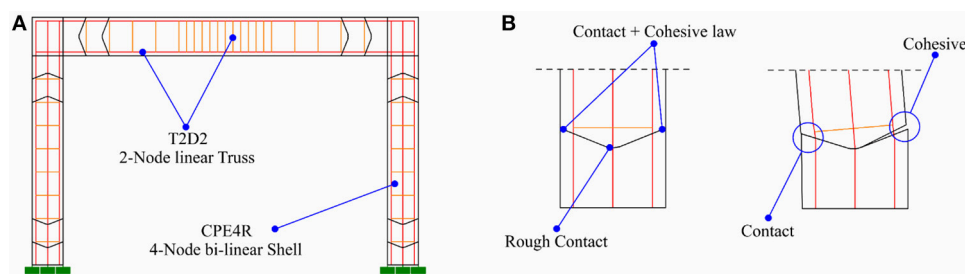 A
T2D2
2-Node linear Truss
CPE4R
4-Node bi-linear Shell
B
Contact + Cohesive law
Cohesive
Rough Contact
Contact